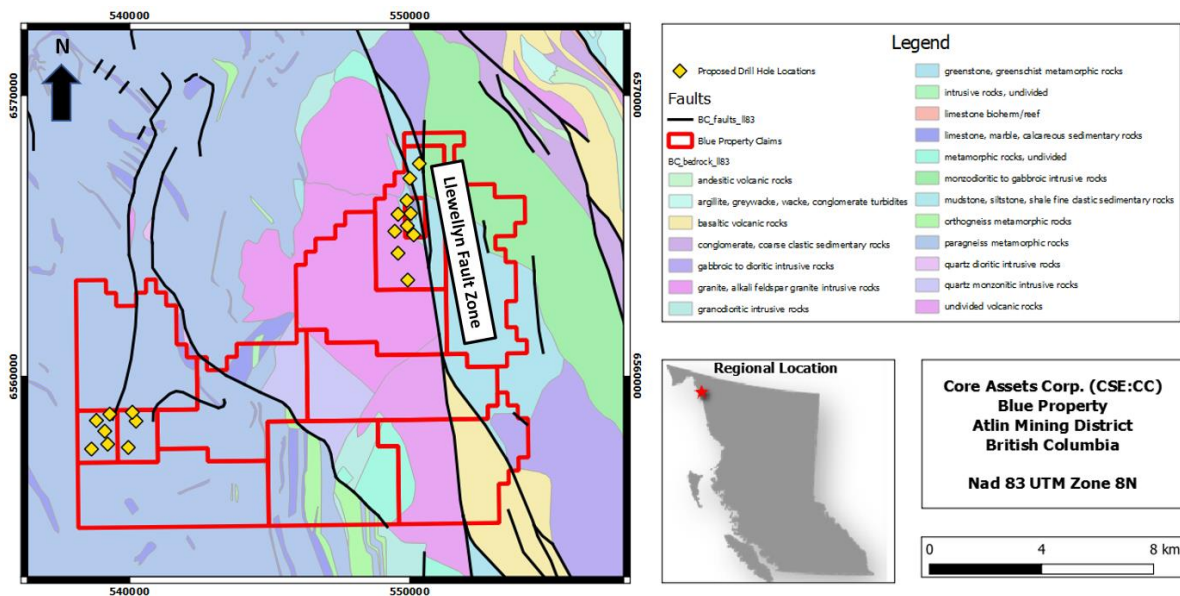 540000
550000
N
6570000
6570000
Llewellyn Fault Zone
6560000
6560000
540000
550000
Legend
Proposed Drill Hole Locations
Faults
BC_faults_ll83
Blue Property Claims
BC_bedrock_ll83
andesitic volcanic rocks
argillite, greywacke, wacke, conglomerate turbidites
basaltic volcanic rocks
conglomerate, coarse clastic sedimentary rocks
gabbroic to dioritic intrusive rocks
granite, alkali feldspar granite intrusive rocks
granodioritic intrusive rocks
greenstone, greenschist metamorphic rocks
intrusive rocks, undivided
limestone bioherm/reef
limestone, marble, calcareous sedimentary rocks
metamorphic rocks, undivided
monzodioritic to gabbroic intrusive rocks
mudstone, siltstone, shale fine clastic sedimentary rocks
orthogneiss metamorphic rocks
paragneiss metamorphic rocks
quartz dioritic intrusive rocks
quartz monzonitic intrusive rocks
undivided volcanic rocks
Regional Location
Core Assets Corp. (CSE:CC)
Blue Property
Atlin Mining District
British Columbia
Nad 83 UTM Zone 8N
0 4 8 km